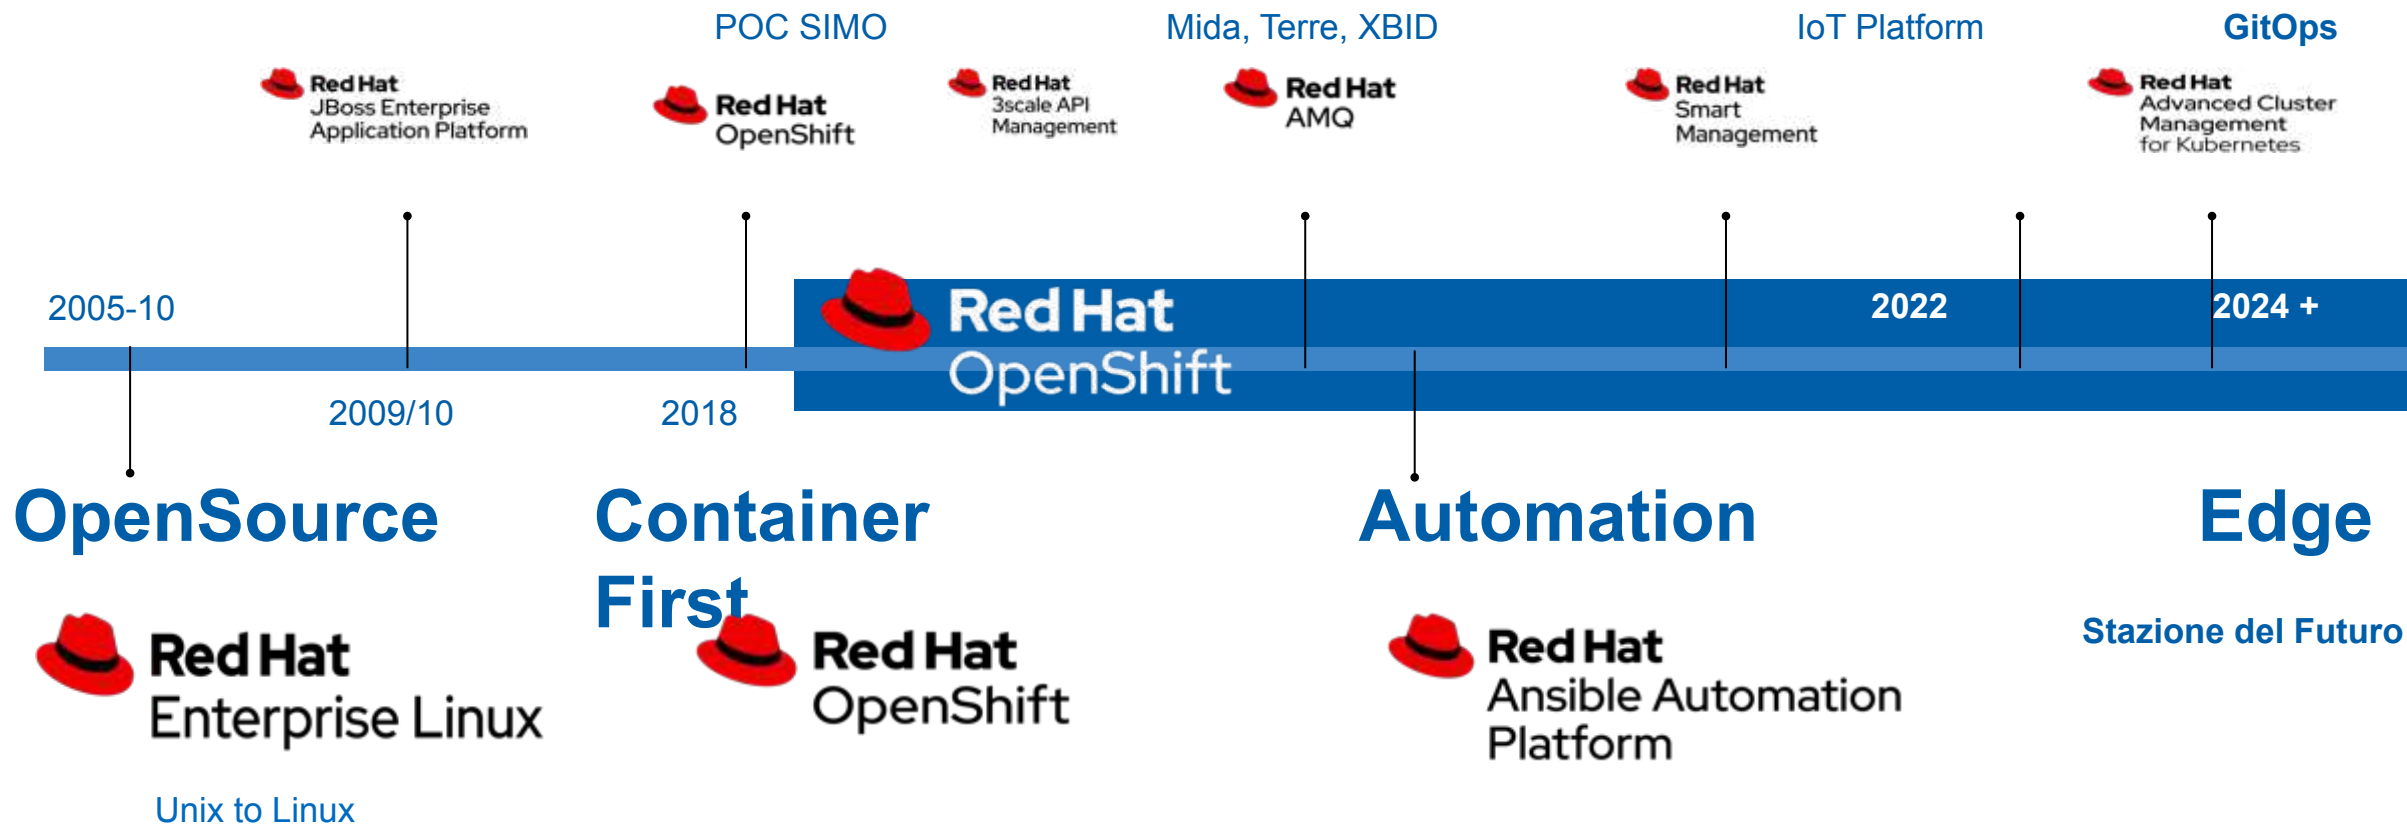 POC SIMO
Mida, Terre, XBID
IoT Platform
GitOps
Red Hat
JBoss Enterprise
Application Platform
Red Hat
OpenShift
Red Hat
3scale API
Management
Red Hat
AMQ
Red Hat
Smart
Management
Red Hat
Advanced Cluster
Management
for Kubernetes
2005-10
Red Hat
OpenShift
2022
2024 +
2009/10
2018
OpenSource
Container
First
Automation
Edge
Red Hat
Enterprise Linux
Red Hat
OpenShift
Red Hat
Ansible Automation
Platform
Stazione del Futuro
Unix to Linux